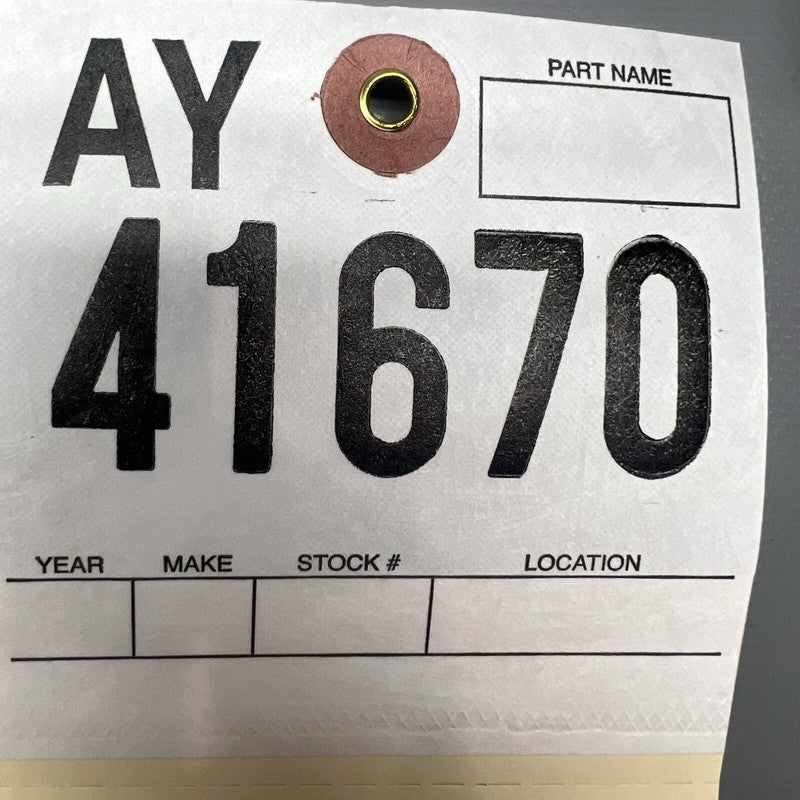 AY
PART NAME
41670
YEAR MAKE STOCK # LOCATION